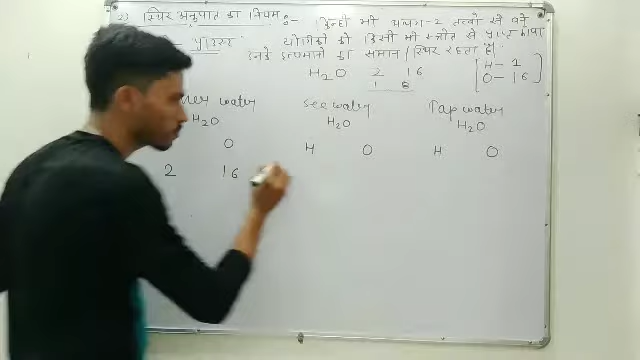 2) स्थिर अनुपात का नियम :- किन्ही भी अलग-2 तत्वो से बने
यौगिको को किसी भी स्त्रोत से प्राप्त किया
उनके द्रव्यमानो का समान / स्थिर रहता है।
H₂O 2 16
1 8
H - 1
O - 16
water
H₂O
O
2 16
See water
H₂O
H O
Tap water
H₂O
H O